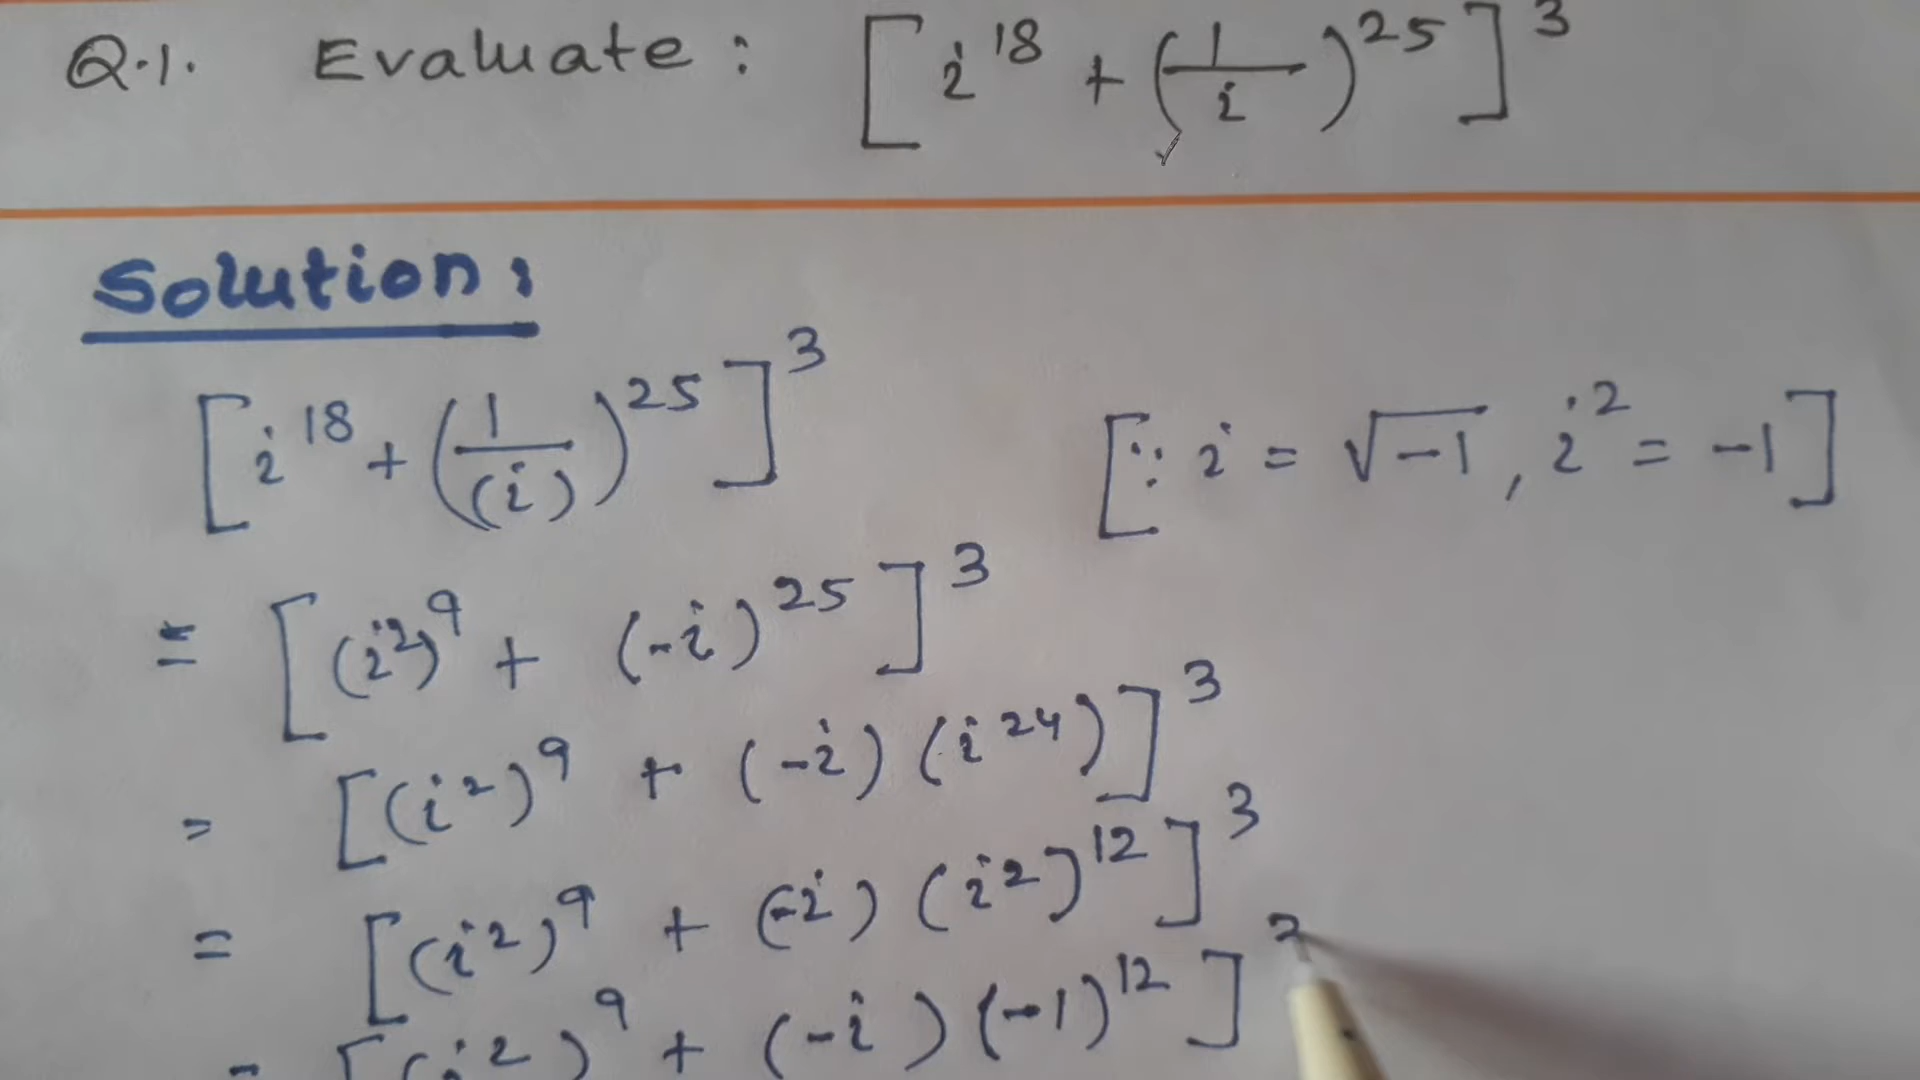 Q.1. Evaluate: [i^18 + (1/i)^25]^3
Solution:
[i^18 + (1/(i))^25]^3 [∵ i = √-1, i^2 = -1]
= [(i^2)^9 + (-i)^25]^3
= [(i^2)^9 + (-i)(i^24)]^3
= [(i^2)^9 + (-i)(i^2)^12]^3
= [(i^2)^9 + (-i)(-1)^12]